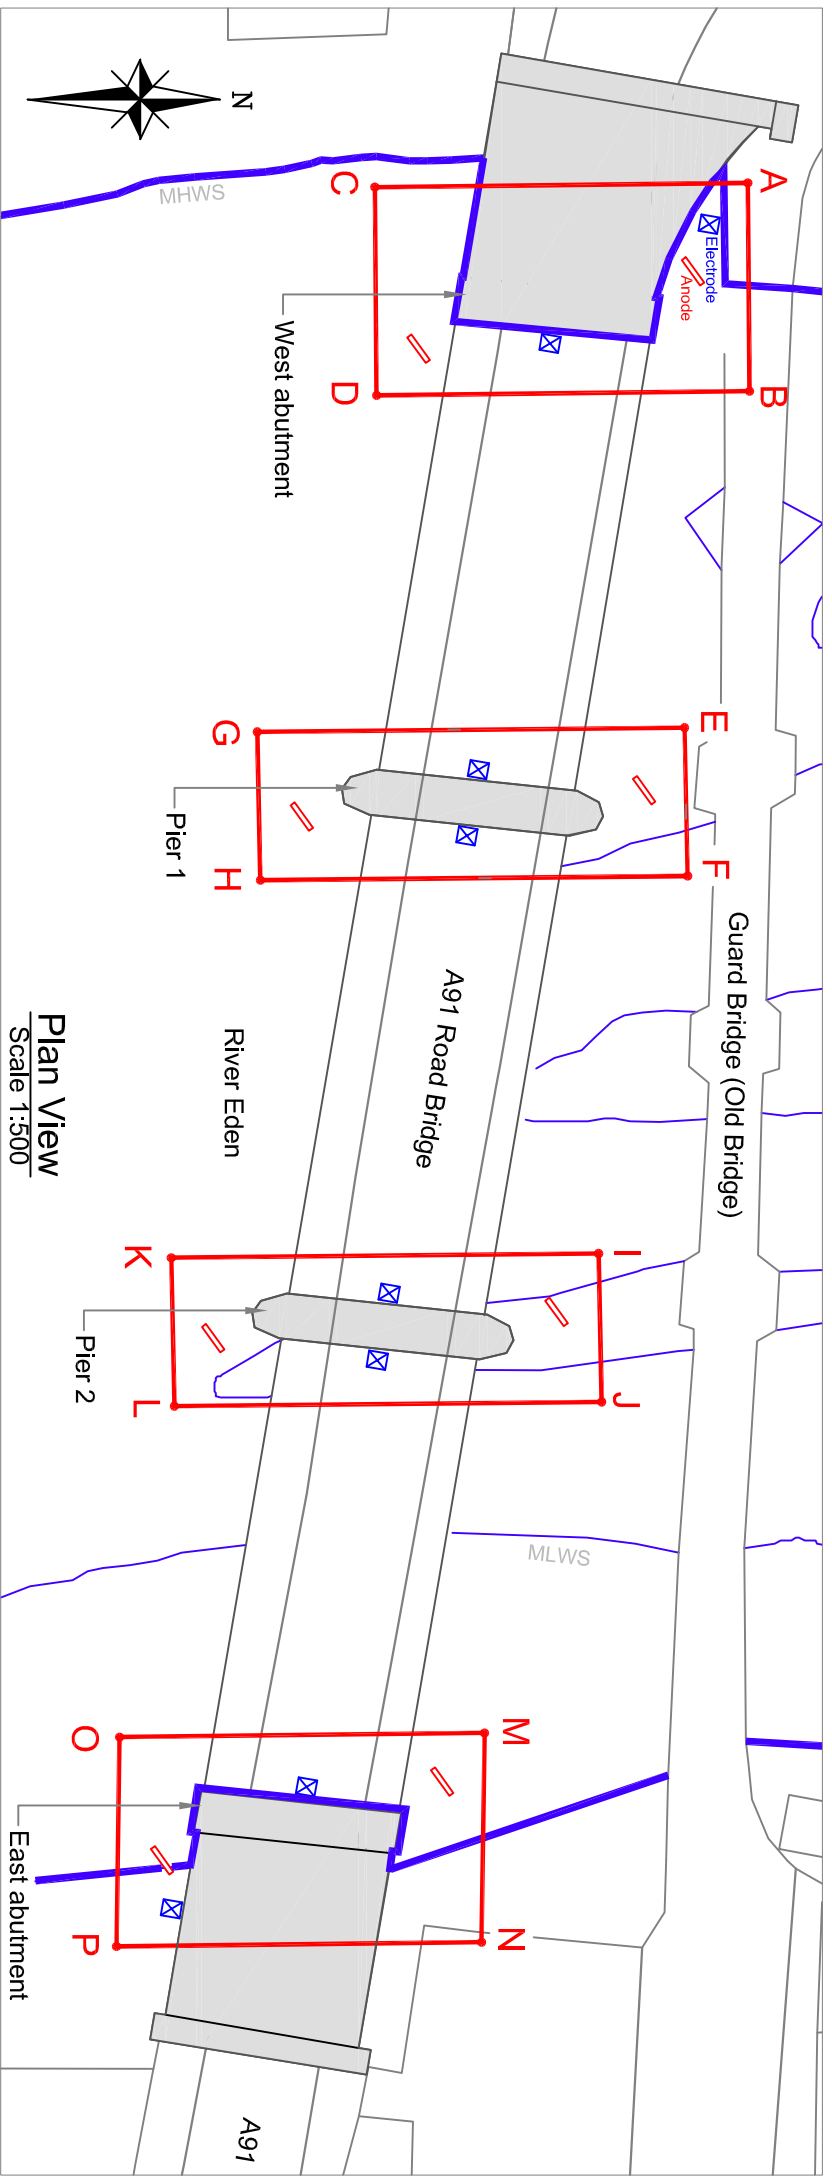 N
MHWS
A
C
Electrode
Anode
B
D
West abutment
E
G
F
H
Pier 1
Guard Bridge (Old Bridge)
A91 Road Bridge
River Eden
Plan View
Scale 1:500
I
K
J
L
Pier 2
MLWS
M
O
N
P
East abutment
A91